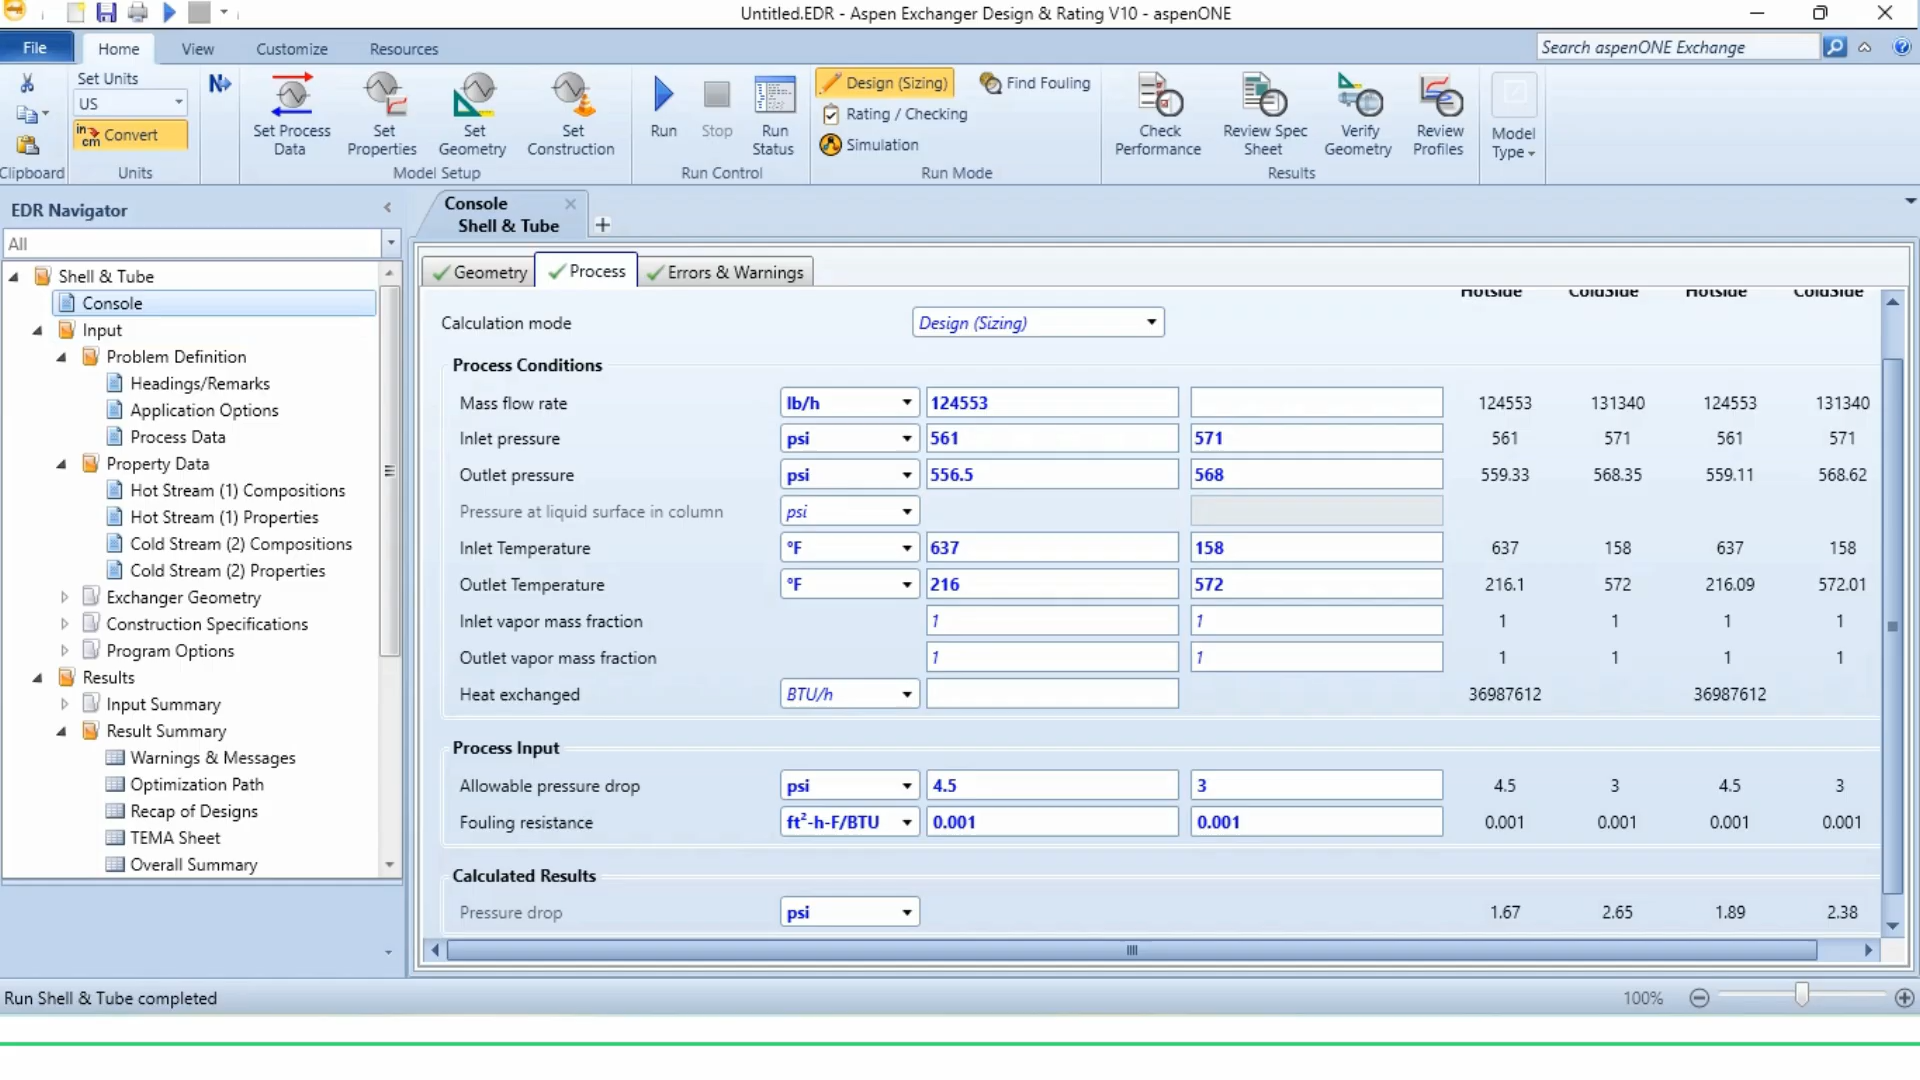 Untitled.EDR - Aspen Exchanger Design & Rating V10 - aspenONE
File Home View Customize Resources Search aspenONE Exchange
Set Units
US
in cm Convert
Set Process Data
Set Properties
Set Geometry
Set Construction
Run
Stop
Run Status
Design (Sizing)
Rating / Checking
Simulation
Find Fouling
Check Performance
Review Spec Sheet
Verify Geometry
Review Profiles
Model Type
Clipboard Units Model Setup Run Control Run Mode Results
EDR Navigator
All
Shell & Tube
Console
Input
Problem Definition
Headings/Remarks
Application Options
Process Data
Property Data
Hot Stream (1) Compositions
Hot Stream (1) Properties
Cold Stream (2) Compositions
Cold Stream (2) Properties
Exchanger Geometry
Construction Specifications
Program Options
Results
Input Summary
Result Summary
Warnings & Messages
Optimization Path
Recap of Designs
TEMA Sheet
Overall Summary
Console
Shell & Tube
Geometry Process Errors & Warnings
HotSide ColdSide HotSide ColdSide
Calculation mode Design (Sizing)
Process Conditions
Mass flow rate lb/h 124553 124553 131340 124553 131340
Inlet pressure psi 561 571 561 571 561 571
Outlet pressure psi 556.5 568 559.33 568.35 559.11 568.62
Pressure at liquid surface in column psi
Inlet Temperature °F 637 158 637 158 637 158
Outlet Temperature °F 216 572 216.1 572 216.09 572.01
Inlet vapor mass fraction 1 1 1 1 1 1
Outlet vapor mass fraction 1 1 1 1 1 1
Heat exchanged BTU/h 36987612 36987612
Process Input
Allowable pressure drop psi 4.5 3 4.5 3 4.5 3
Fouling resistance ft²-h-F/BTU 0.001 0.001 0.001 0.001 0.001 0.001
Calculated Results
Pressure drop psi 1.67 2.65 1.89 2.38
Run Shell & Tube completed 100%